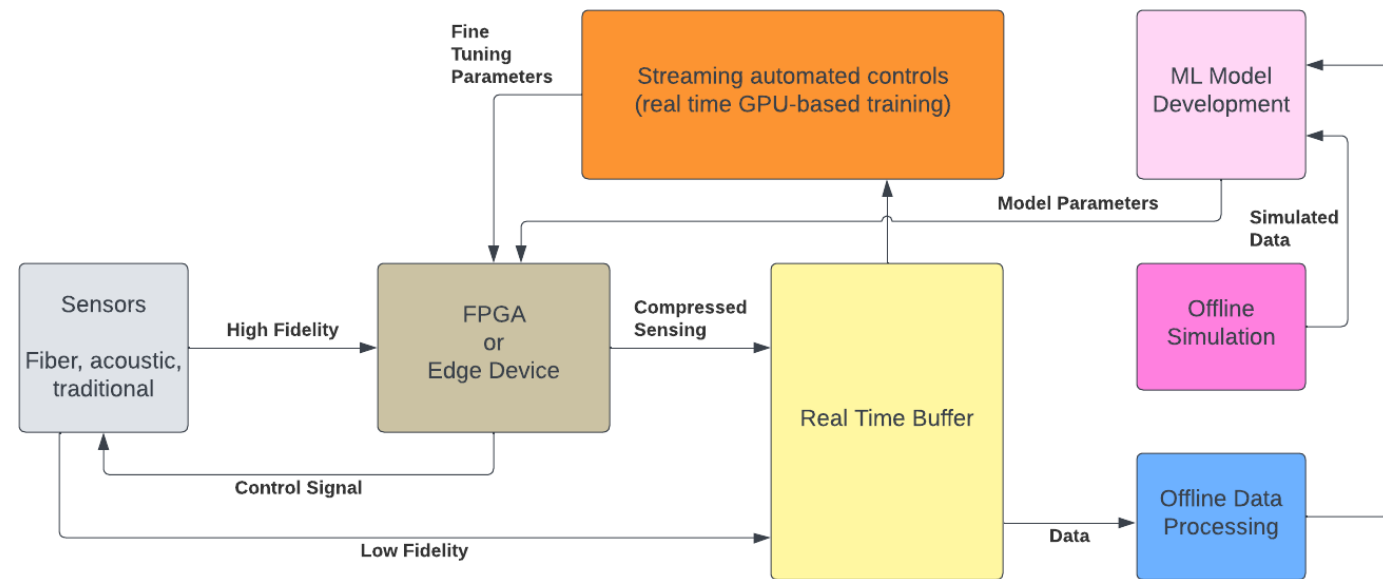 Fine
Tuning
Parameters
Streaming automated controls
(real time GPU-based training)
ML Model
Development
Model Parameters
Simulated
Data
Sensors
Fiber, acoustic,
traditional
High Fidelity
FPGA
or
Edge Device
Compressed
Sensing
Real Time Buffer
Offline
Simulation
Control Signal
Low Fidelity
Data
Offline Data
Processing